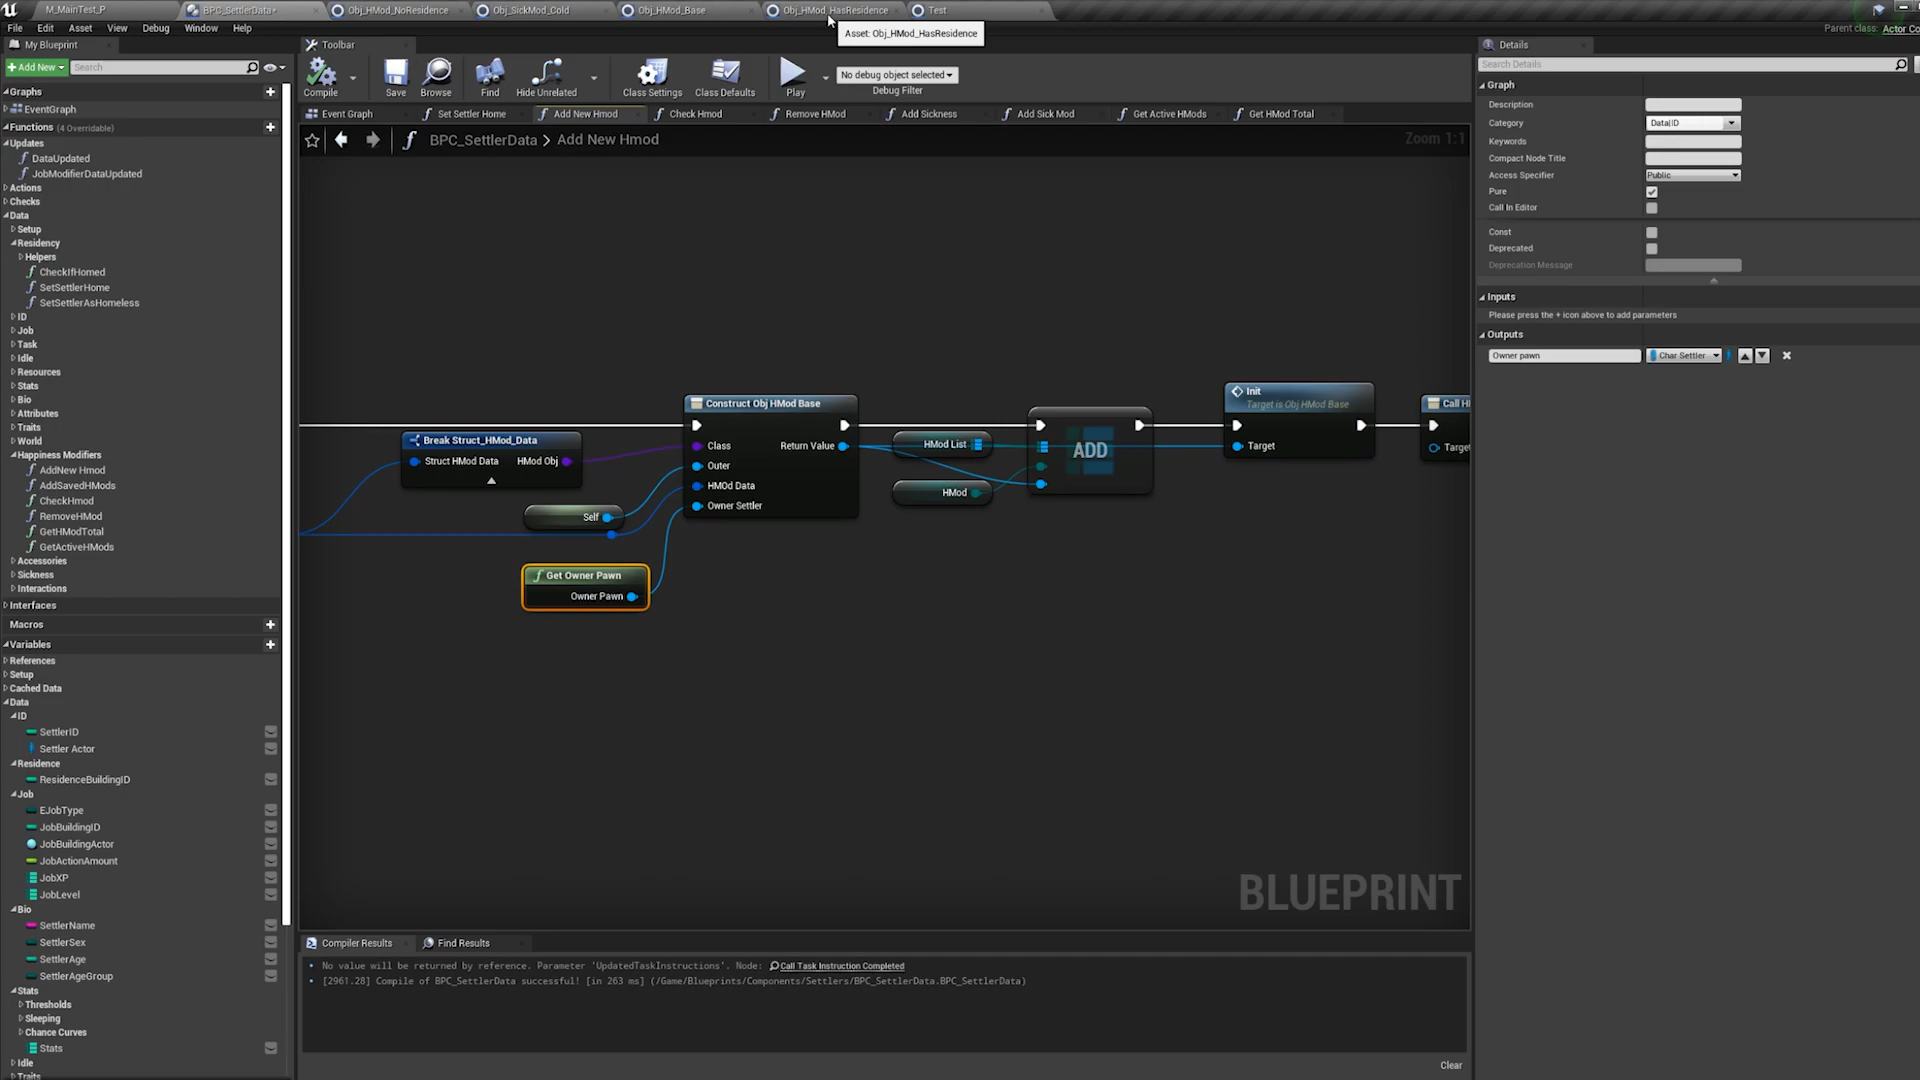 M_MainTest_P
BPC_SettlerData*
Obj_HMod_NoResidence
Obj_SickMod_Cold
Obj_HMod_Base
Obj_HMod_HasResidence
Test
File Edit Asset View Debug Window Help
Parent class: Actor Co
Asset: Obj_HMod_HasResidence
My Blueprint
Toolbar
Details
Add New
Search
Compile
Save
Browse
Find
Hide Unrelated
Class Settings
Class Defaults
Play
No debug object selected
Debug Filter
Search Details
Graphs
EventGraph
Functions (4 Overridable)
Updates
DataUpdated
JobModifierDataUpdated
Actions
Checks
Data
Setup
Residency
Helpers
CheckIfHomed
SetSettlerHome
SetSettlerAsHomeless
ID
Job
Task
Idle
Resources
Stats
Bio
Attributes
Traits
World
Happiness Modifiers
AddNew Hmod
AddSavedHMods
CheckHmod
RemoveHMod
GetHModTotal
GetActiveHMods
Accessories
Sickness
Interactions
Interfaces
Macros
Variables
References
Setup
Cached Data
Data
ID
SettlerID
Settler Actor
Residence
ResidenceBuildingID
Job
EJobType
JobBuildingID
JobBuildingActor
JobActionAmount
JobXP
JobLevel
Bio
SettlerName
SettlerSex
SettlerAge
SettlerAgeGroup
Stats
Thresholds
Sleeping
Chance Curves
Stats
Idle
Traits
Event Graph
Set Settler Home
Add New Hmod
Check Hmod
Remove HMod
Add Sickness
Add Sick Mod
Get Active HMods
Get HMod Total
BPC_SettlerData > Add New Hmod
Zoom 1:1
Break Struct_HMod_Data
Struct HMod Data HMod Obj
Self
Get Owner Pawn
Owner Pawn
Construct Obj HMod Base
Class
Return Value
Outer
HMOd Data
Owner Settler
HMod List
HMod
ADD
Init
Target is Obj HMod Base
Target
Call H
Target
BLUEPRINT
Compiler Results
Find Results
No value will be returned by reference. Parameter 'UpdatedTaskInstructions'. Node: Call Task Instruction Completed
[2961.28] Compile of BPC_SettlerData successful! [in 263 ms] (/Game/Blueprints/Components/Settlers/BPC_SettlerData.BPC_SettlerData)
Clear
Graph
Description
Category
Data|ID
Keywords
Compact Node Title
Access Specifier
Public
Pure
Call In Editor
Const
Deprecated
Deprecation Message
Inputs
Please press the + icon above to add parameters
Outputs
Owner pawn
Char Settler